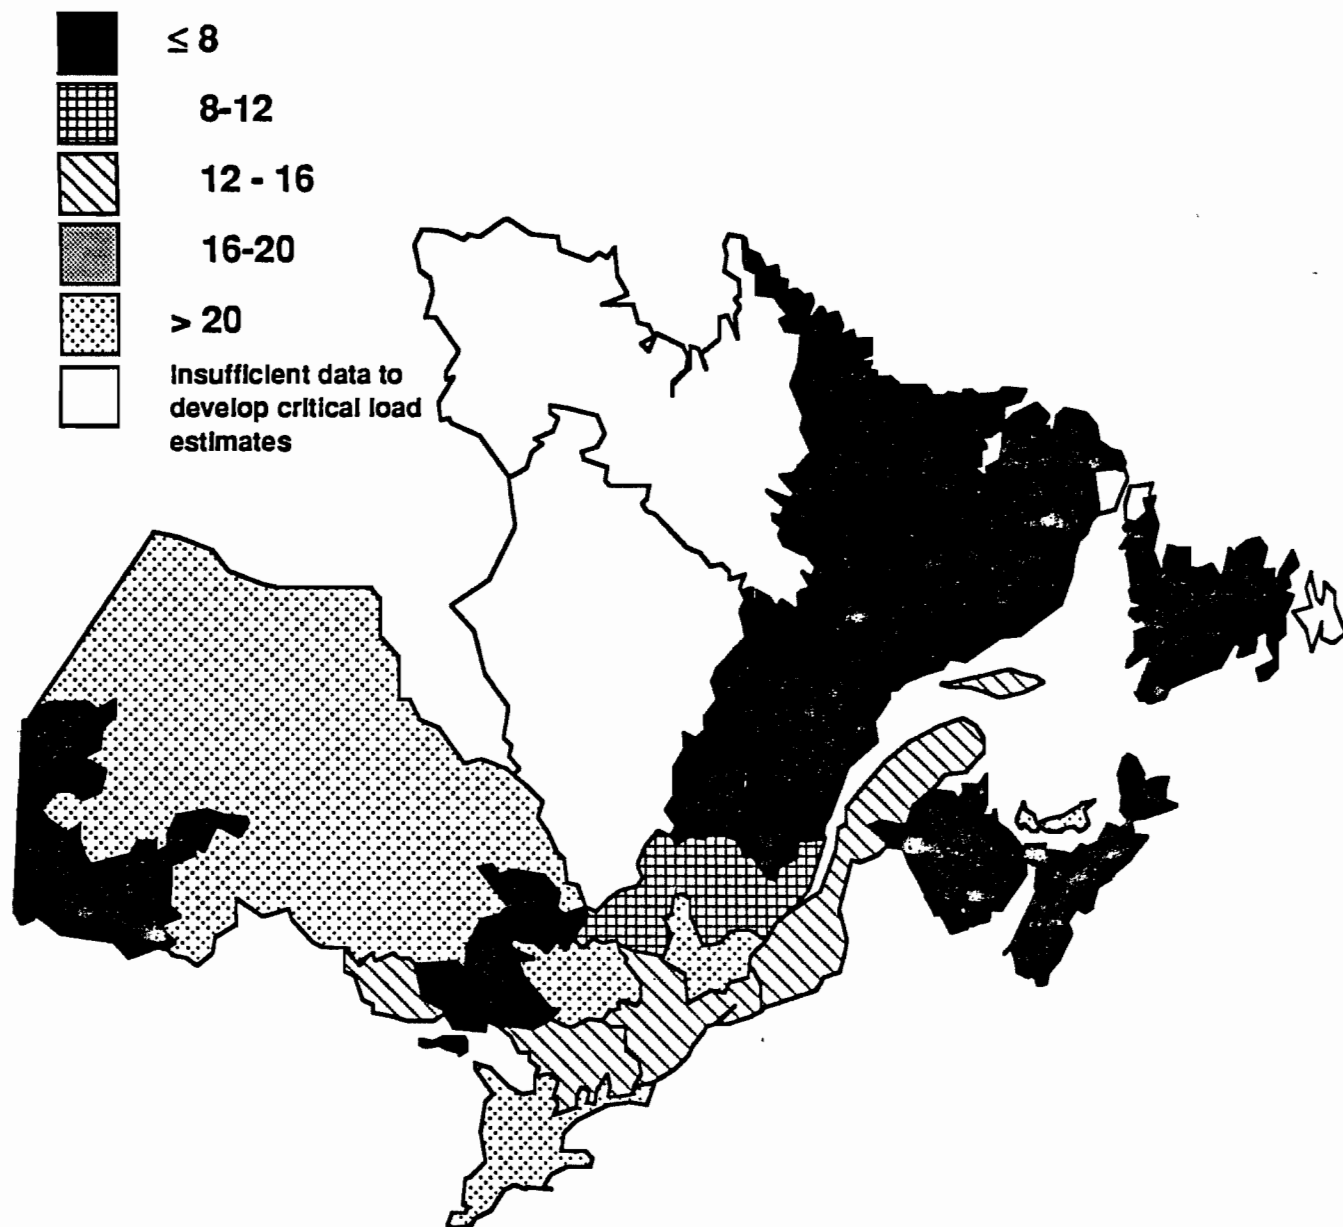 ≤ 8
8-12
12 - 16
16-20
> 20
Insufficient data to
develop critical load
estimates